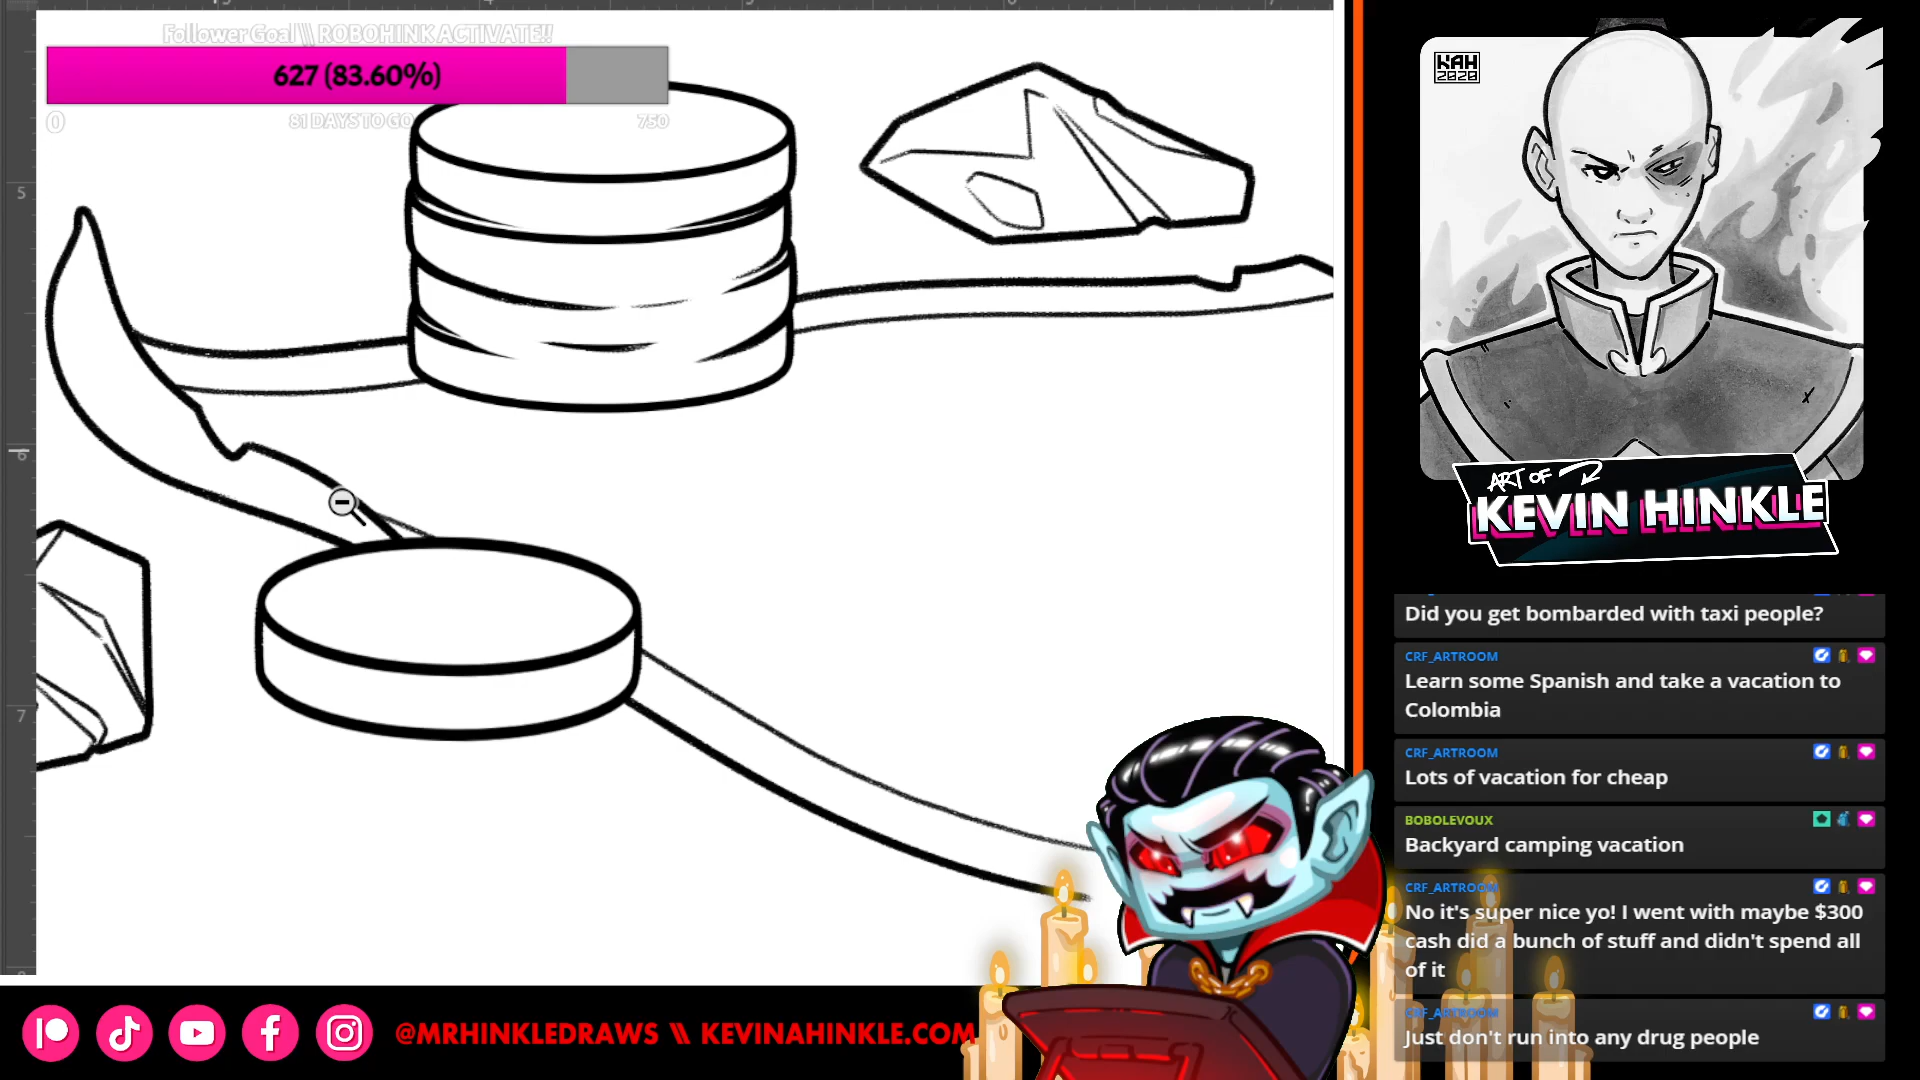 Follower Goal \\ ROBOHINK ACTIVATE!!
627 (83.60%)
0
81 DAYS TO GO
750
5
6
7
KAH
2020
ART OF
KEVIN HINKLE
Did you get bombarded with taxi people?
CRF_ARTROOM
Learn some Spanish and take a vacation to
Colombia
CRF_ARTROOM
Lots of vacation for cheap
BOBOLEVOUX
Backyard camping vacation
CRF_ARTROOM
No it's super nice yo! I went with maybe $300
cash did a bunch of stuff and didn't spend all
of it
CRF_ARTROOM
Just don't run into any drug people
@MRHINKLEDRAWS \\ KEVINAHINKLE.COM